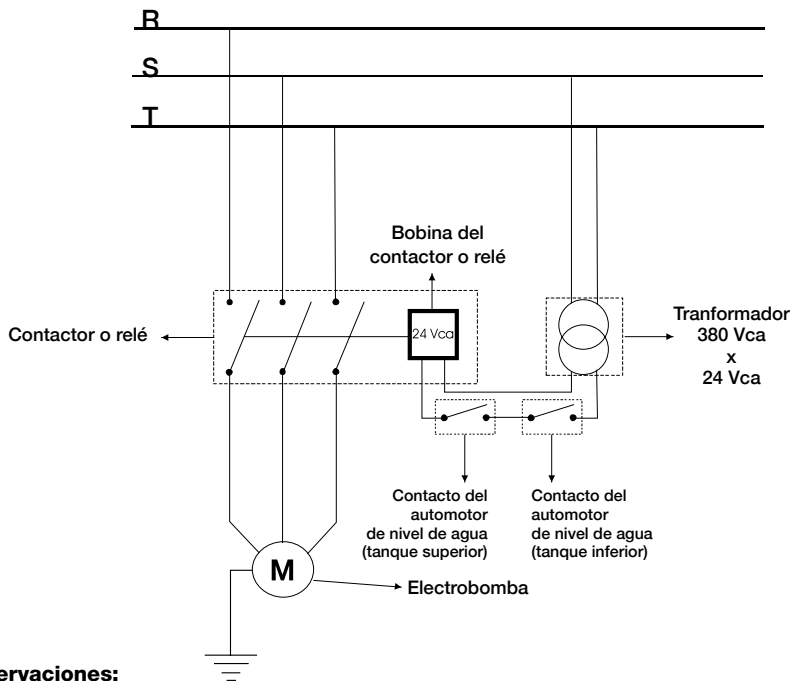 R
S
T
Bobina del
contactor o relé
Contactor o relé
24 Vca
Tranformador
380 Vca
x
24 Vca
Contacto del
automotor
de nivel de agua
(tanque superior)
Contacto del
automotor
de nivel de agua
(tanque inferior)
M
Electrobomba
ervaciones: